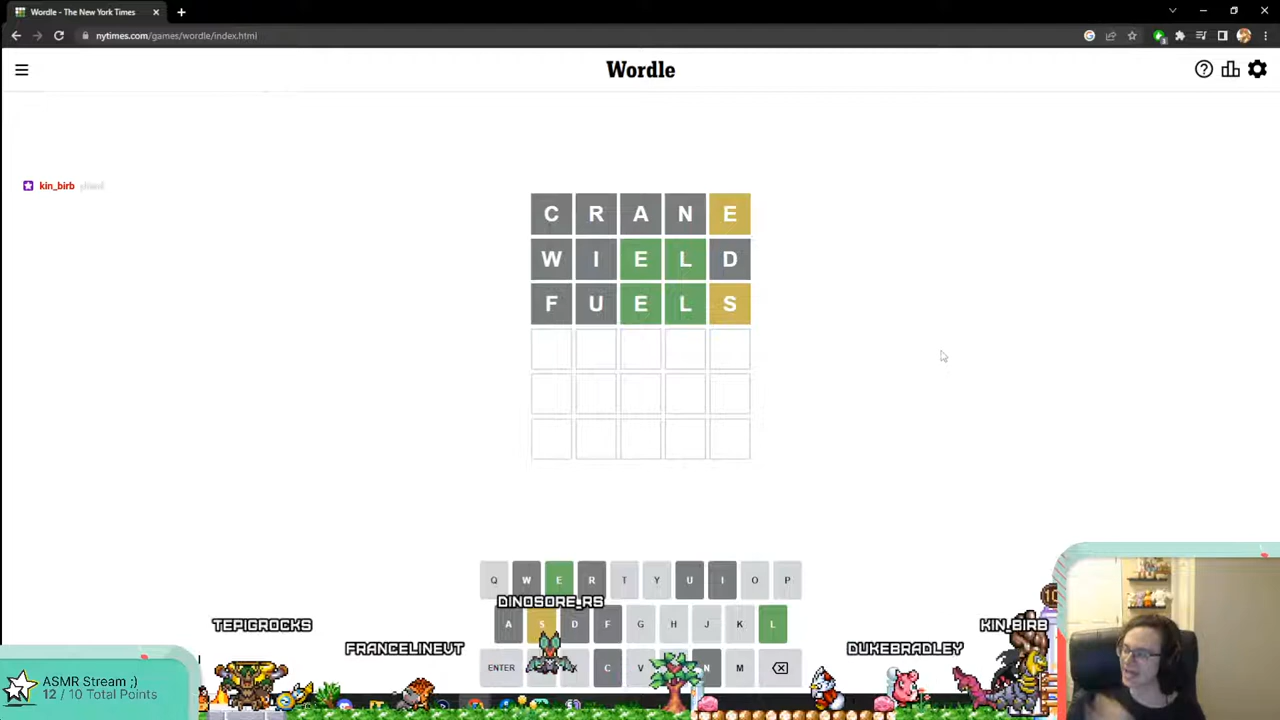 Wordle - The New York Times
nytimes.com/games/wordle/index.html
Wordle
kin_birb
C R A N E
W I E L D
F U E L S
Q W E R T Y U I O P
DINOSORE_RS
A S D F G H J K L
TEPIGROCKS
FRANCELINEVT
DUKEBRADLEY
KIN_BIRB
ENTER C V N M
ASMR Stream ;)
12 / 10 Total Points